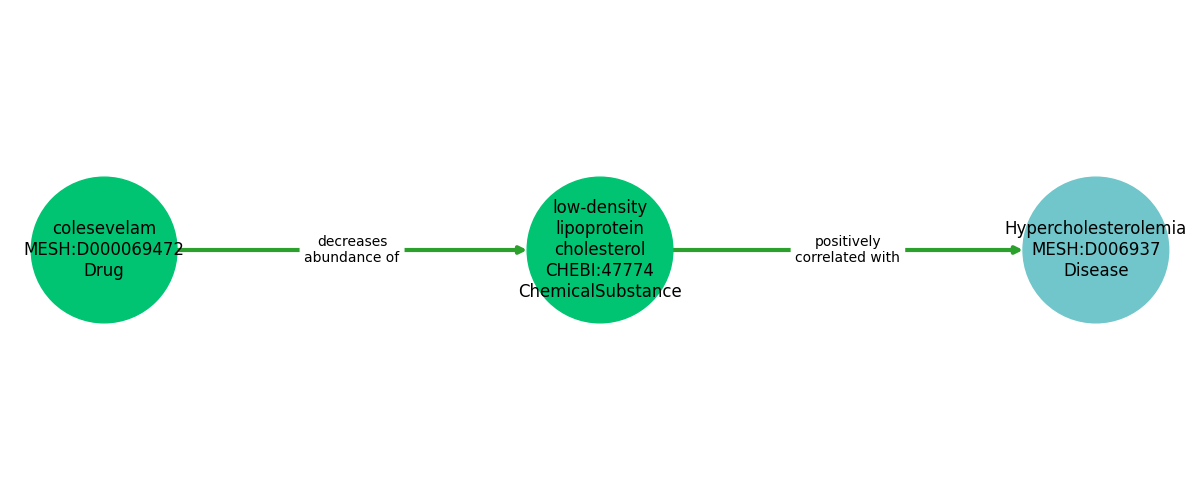 colesevelam
MESH:D000069472
Drug
decreases
abundance of
low-density
lipoprotein
cholesterol
CHEBI:47774
ChemicalSubstance
positively
correlated with
Hypercholesterolemia
MESH:D006937
Disease